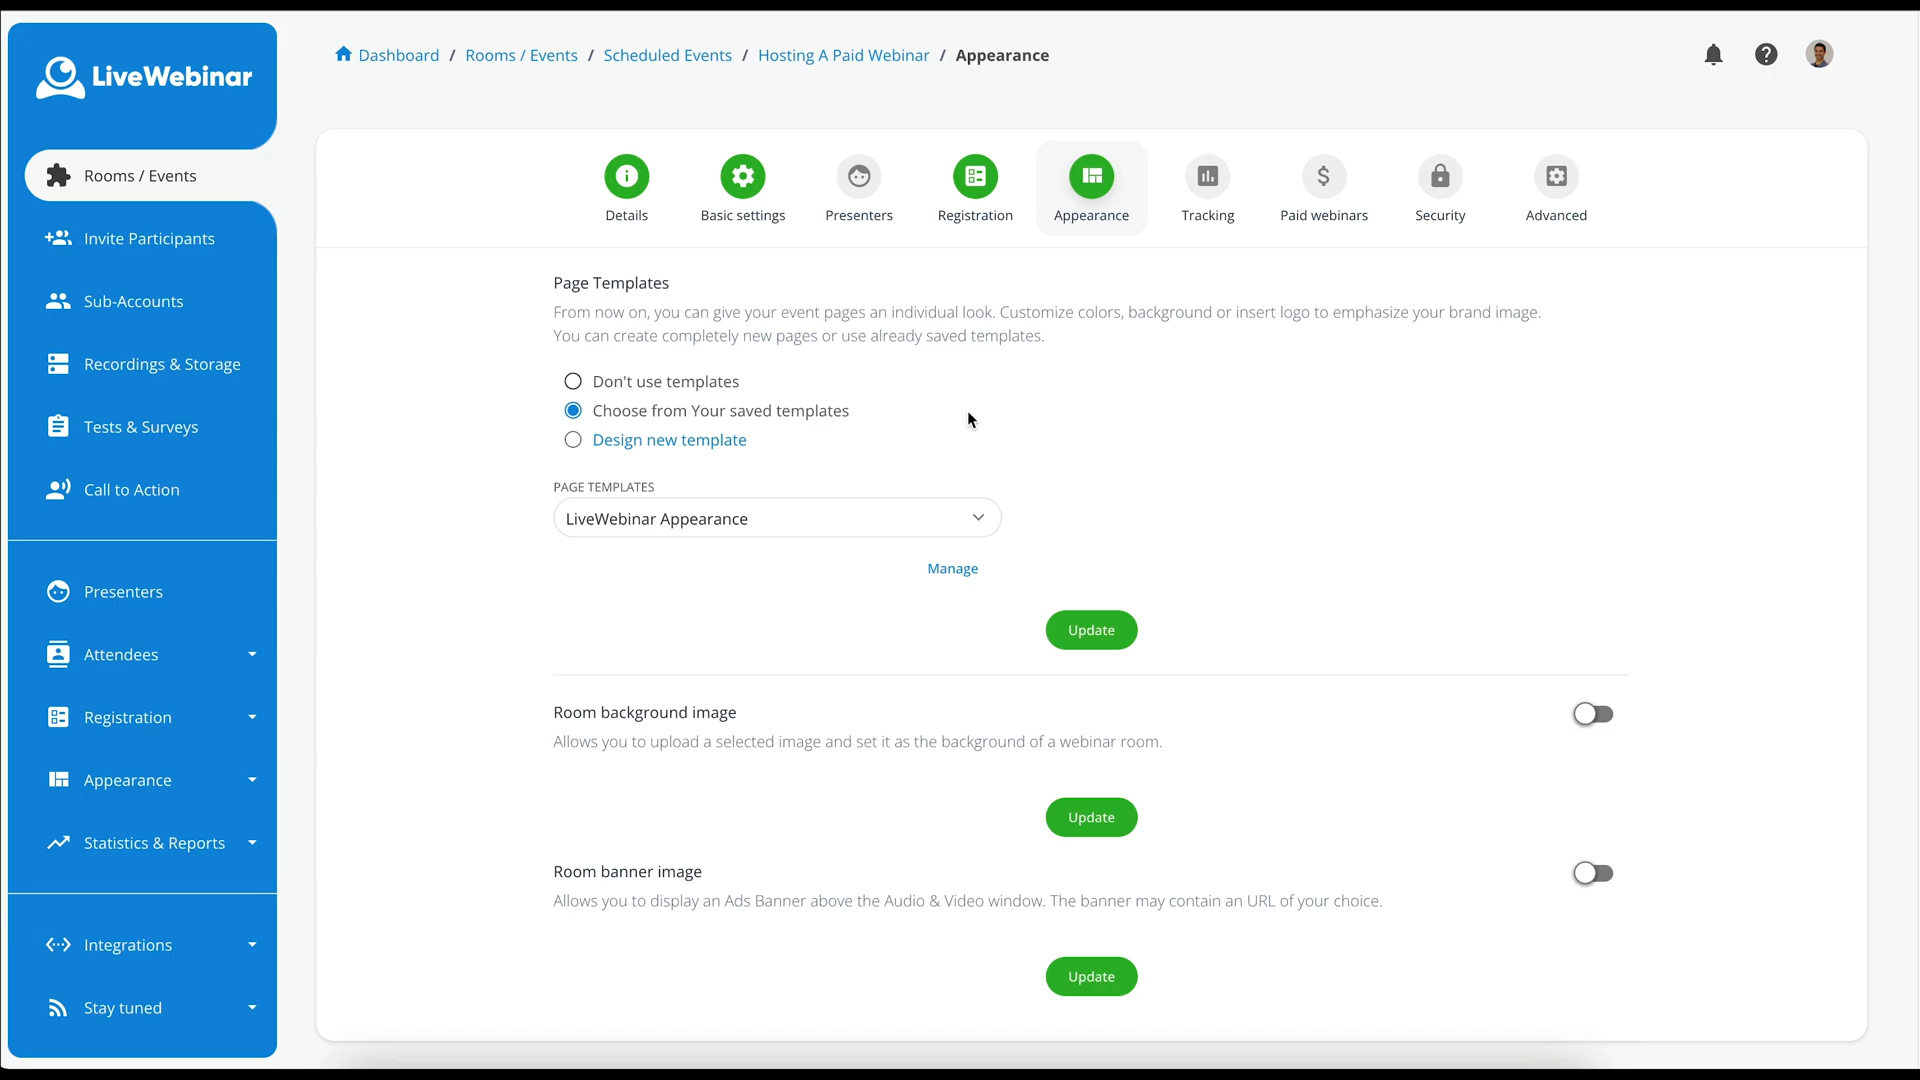 LiveWebinar
Dashboard / Rooms / Events / Scheduled Events / Hosting A Paid Webinar / Appearance
Rooms / Events
Invite Participants
Sub-Accounts
Recordings & Storage
Tests & Surveys
Call to Action
Presenters
Attendees
Registration
Appearance
Statistics & Reports
Integrations
Stay tuned
Details
Basic settings
Presenters
Registration
Appearance
Tracking
Paid webinars
Security
Advanced
Page Templates
From now on, you can give your event pages an individual look. Customize colors, background or insert logo to emphasize your brand image.
You can create completely new pages or use already saved templates.
Don't use templates
Choose from Your saved templates
Design new template
PAGE TEMPLATES
LiveWebinar Appearance
Manage
Update
Room background image
Allows you to upload a selected image and set it as the background of a webinar room.
Update
Room banner image
Allows you to display an Ads Banner above the Audio & Video window. The banner may contain an URL of your choice.
Update